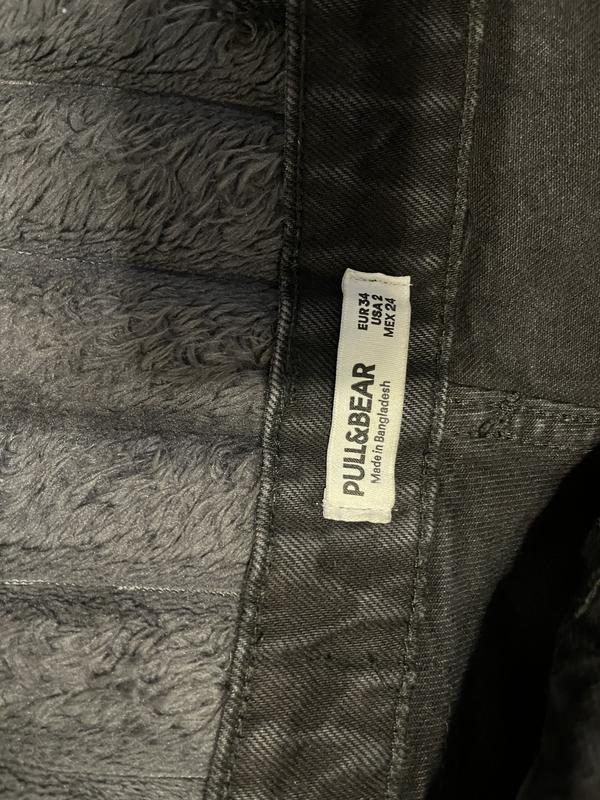 PULL&BEAR
Made in Bangladesh
EUR 34
USA 2
MEX 24